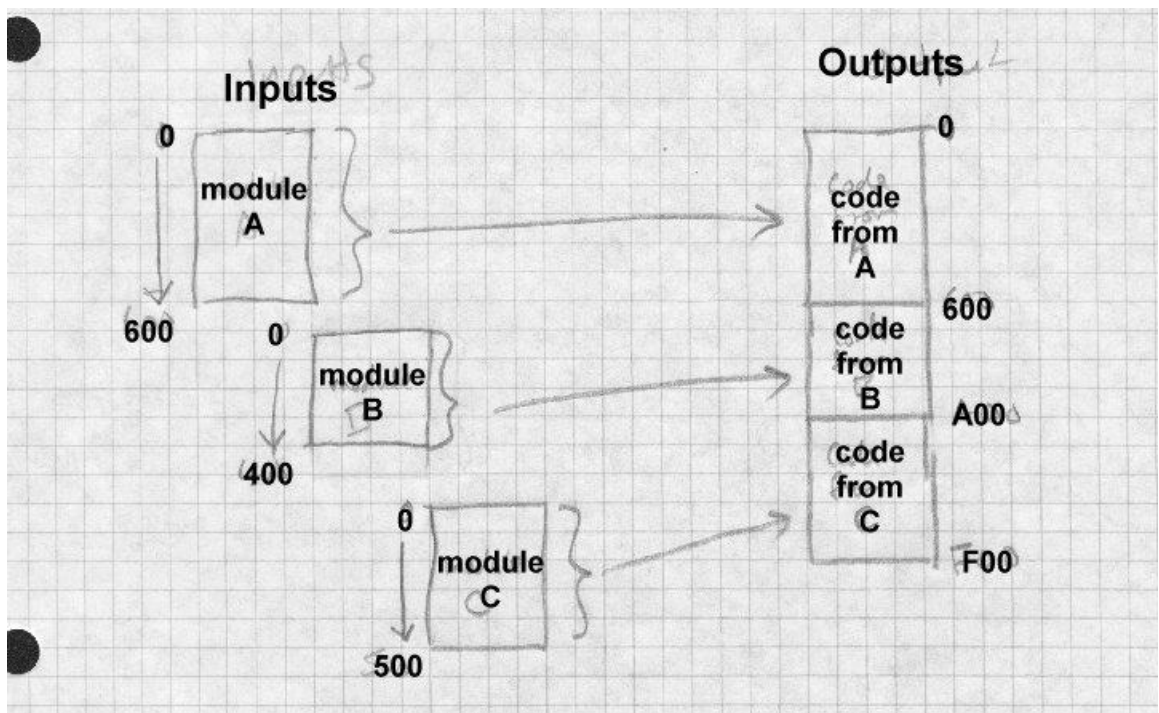 Inputs
Outputs
0
module
A
600
0
module
B
400
0
module
C
500
0
code
from
A
600
code
from
B
A00
code
from
C
F00